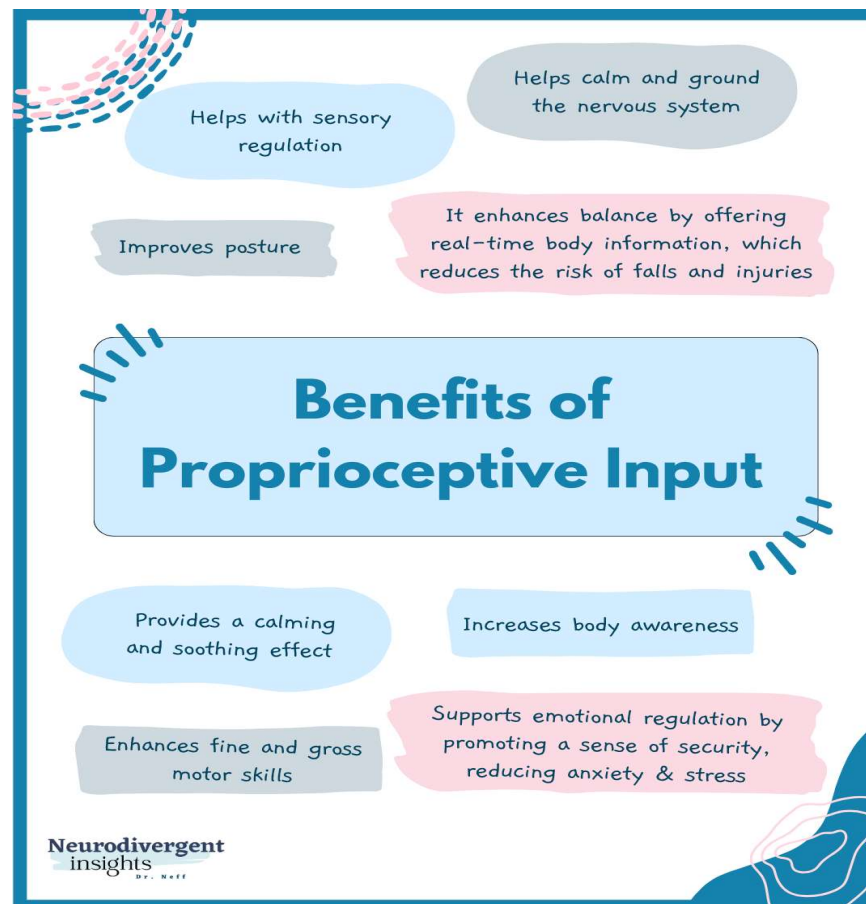 Helps with sensory
regulation
Helps calm and ground
the nervous system
Improves posture
It enhances balance by offering
real-time body information, which
reduces the risk of falls and injuries
Benefits of
Proprioceptive Input
Provides a calming
and soothing effect
Increases body awareness
Enhances fine and gross
motor skills
Supports emotional regulation by
promoting a sense of security,
reducing anxiety & stress
Neurodivergent
insights
Dr. Neff